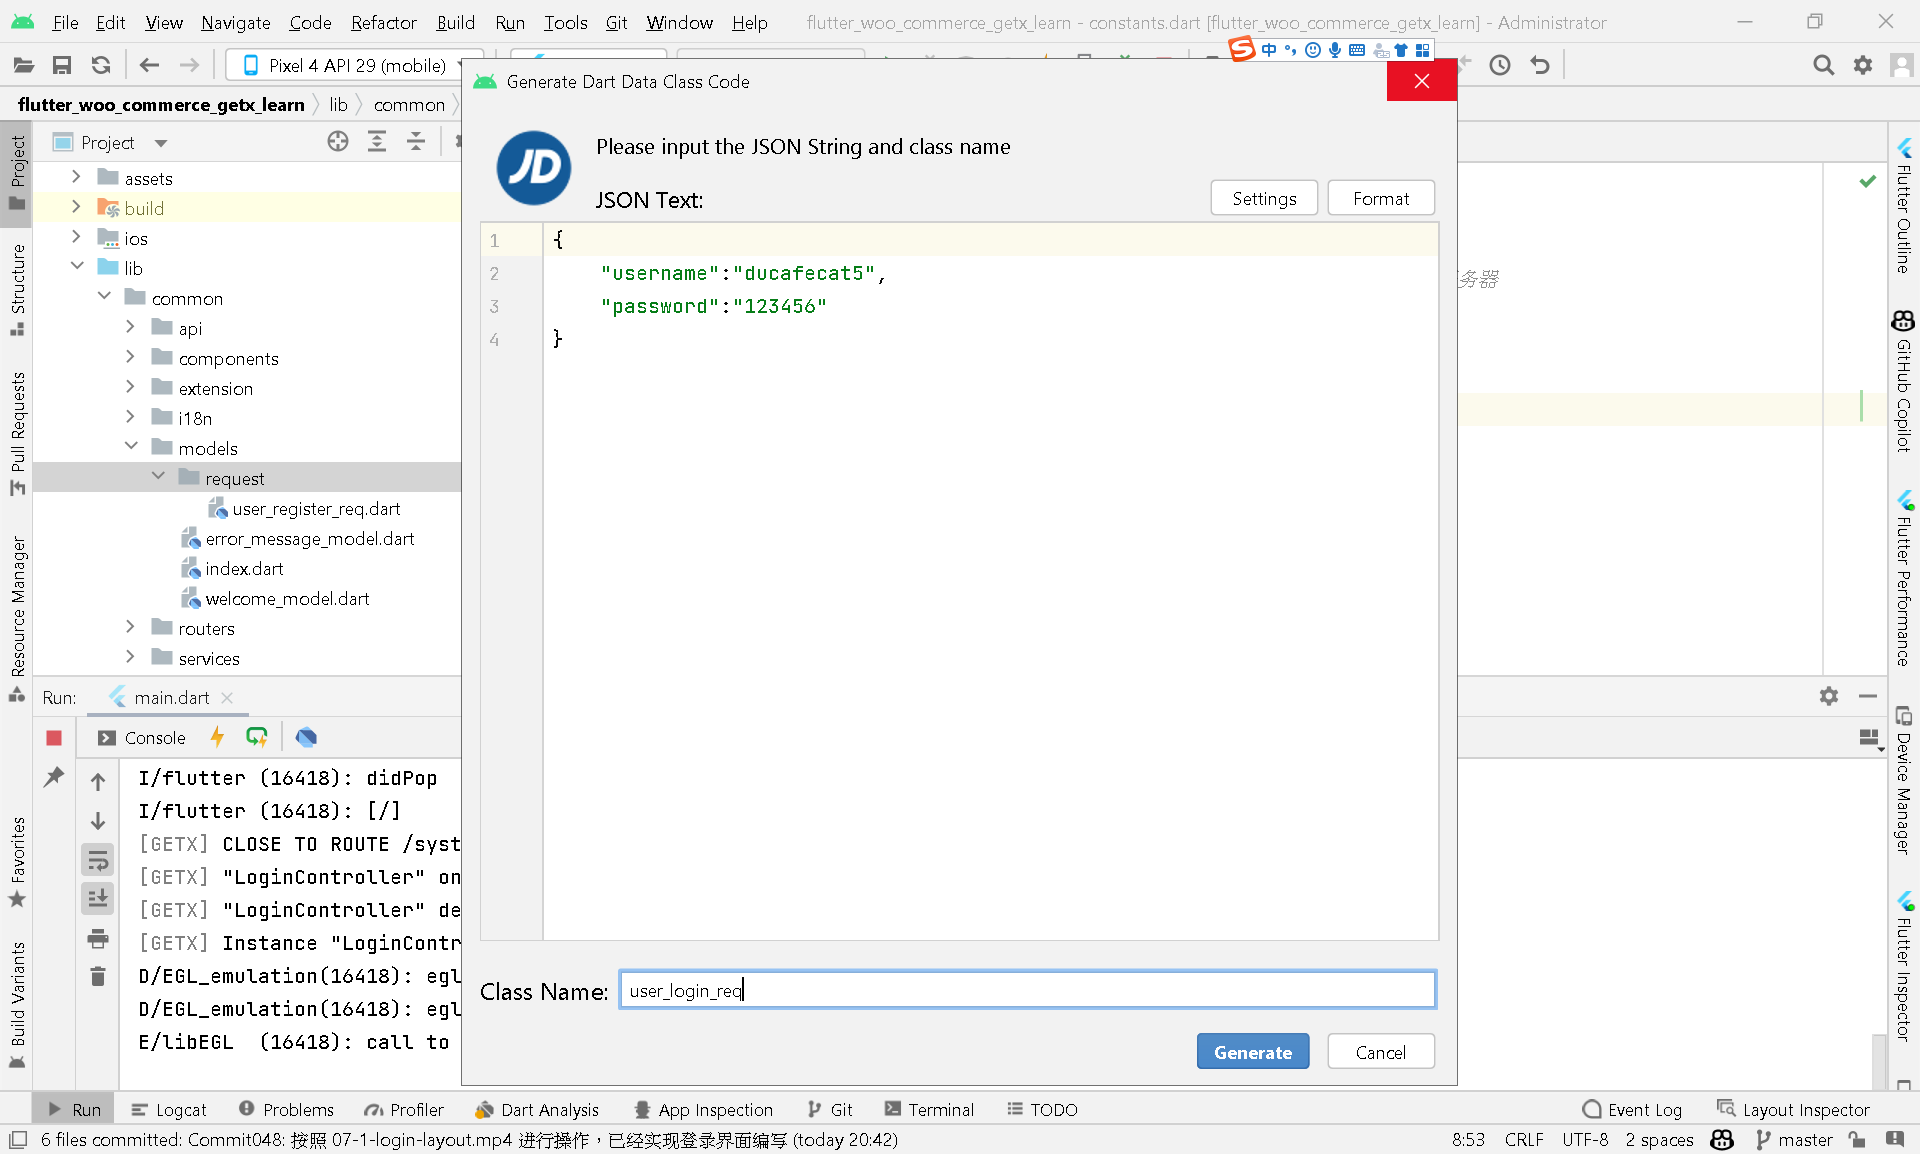 File Edit View Navigate Code Refactor Build Run Tools Git Window Help flutter_woo_commerce_getx_learn - constants.dart [flutter_woo_commerce_getx_learn] - Administrator
Pixel 4 API 29 (mobile)
中
flutter_woo_commerce_getx_learn lib common
Generate Dart Data Class Code
Project
JD
Please input the JSON String and class name
JSON Text:
Settings Format
1 {
2 "username":"ducafecat5",
3 "password":"123456"
4 }
务器
Class Name: user_login_req
Generate Cancel
assets
build
ios
lib
common
api
components
extension
i18n
models
request
user_register_req.dart
error_message_model.dart
index.dart
welcome_model.dart
routers
services
Project
Structure
Pull Requests
Resource Manager
Favorites
Build Variants
Flutter Outline
GitHub Copilot
Flutter Performance
Device Manager
Flutter Inspector
Run: main.dart
Console
I/flutter (16418): didPop
I/flutter (16418): [/]
[GETX] CLOSE TO ROUTE /syst
[GETX] "LoginController" on
[GETX] "LoginController" de
[GETX] Instance "LoginContr
D/EGL_emulation(16418): egl
D/EGL_emulation(16418): egl
E/libEGL (16418): call to
Run Logcat Problems Profiler Dart Analysis App Inspection Git Terminal TODO Event Log Layout Inspector
6 files committed: Commit048: 按照 07-1-login-layout.mp4 进行操作，已经实现登录界面编写 (today 20:42) 8:53 CRLF UTF-8 2 spaces master